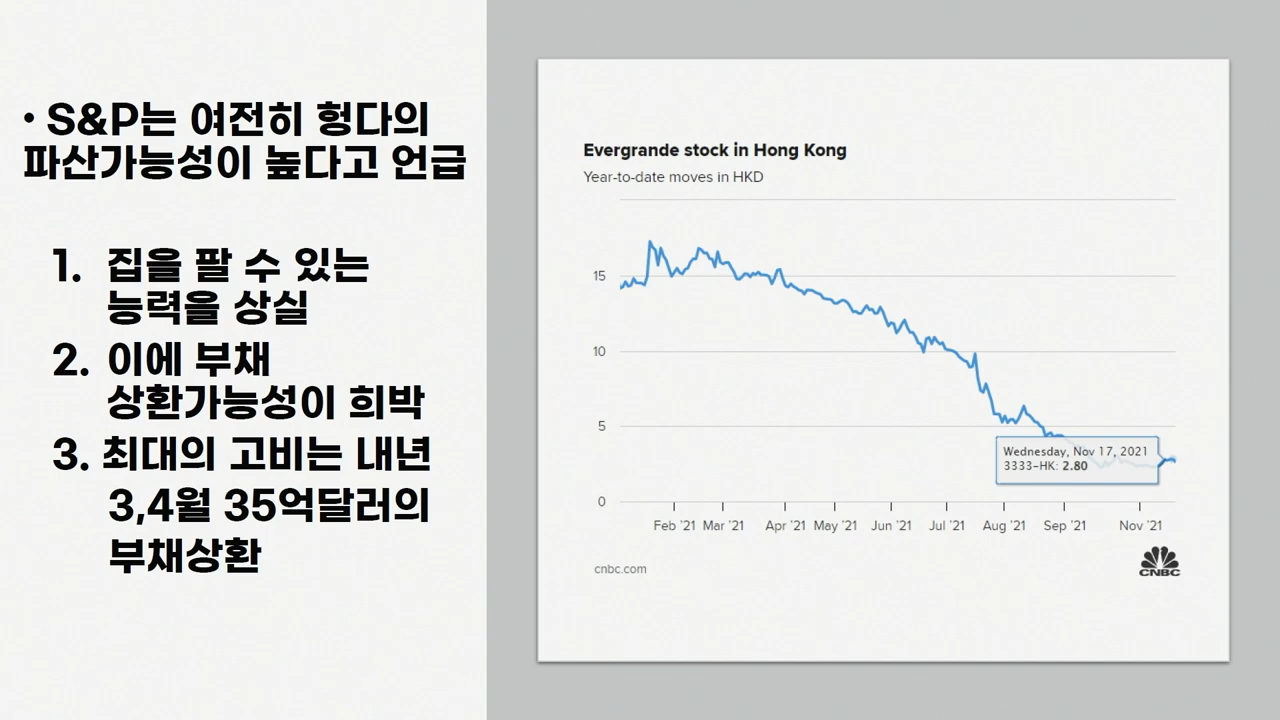 • S&P는 여전히 헝다의
파산가능성이 높다고 언급
1. 집을 팔 수 있는
능력을 상실
2. 이에 부채
상환가능성이 희박
3. 최대의 고비는 내년
3,4월 35억달러의
부채상환
Evergrande stock in Hong Kong
Year-to-date moves in HKD
15
10
5
0
Wednesday, Nov 17, 2021
3333-HK: 2.80
Feb '21 Mar '21 Apr '21 May '21 Jun '21 Jul '21 Aug '21 Sep '21 Nov '21
cnbc.com
CNBC